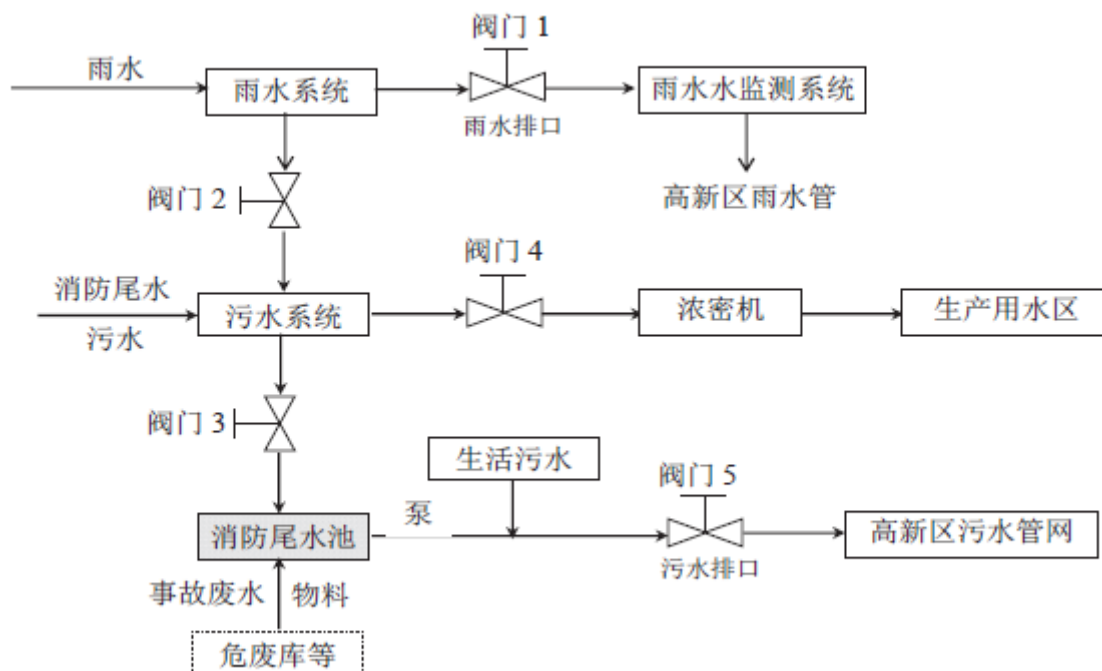 阀门 1
雨水
雨水系统
雨水水监测系统
雨水排口
阀门 2
高新区雨水管
阀门 4
消防尾水
污水系统
浓密机
生产用水区
污水
阀门 3
生活污水
阀门 5
消防尾水池
泵
高新区污水管网
污水排口
事故废水
物料
危废库等